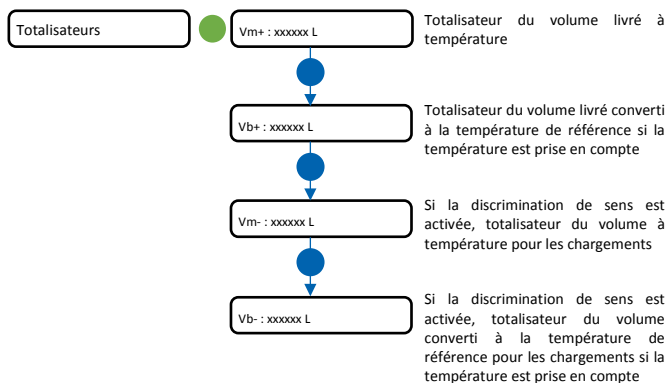 Totalisateurs
Vm+ : xxxxxx L
Totalisateur du volume livré à
température
Vb+ : xxxxxx L
Totalisateur du volume livré converti
à la température de référence si la
température est prise en compte
Vm- : xxxxxx L
Si la discrimination de sens est
activée, totalisateur du volume à
température pour les chargements
Vb- : xxxxxx L
Si la discrimination de sens est
activée, totalisateur du volume
converti à la température de
référence pour les chargements si la
température est prise en compte